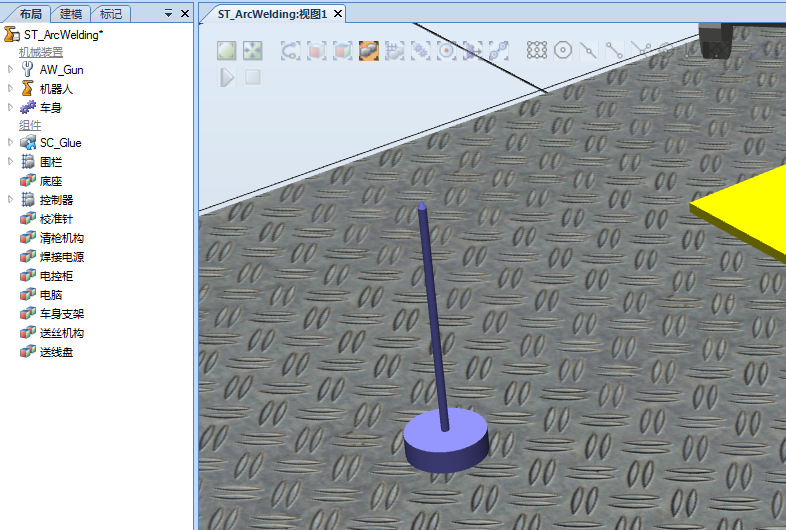 布局 建模 标记
ST_ArcWelding:视图1
ST_ArcWelding*
机械装置
AW_Gun
机器人
车身
组件
SC_Glue
围栏
底座
控制器
校准针
清枪机构
焊接电源
电控柜
电脑
车身支架
送丝机构
送线盘